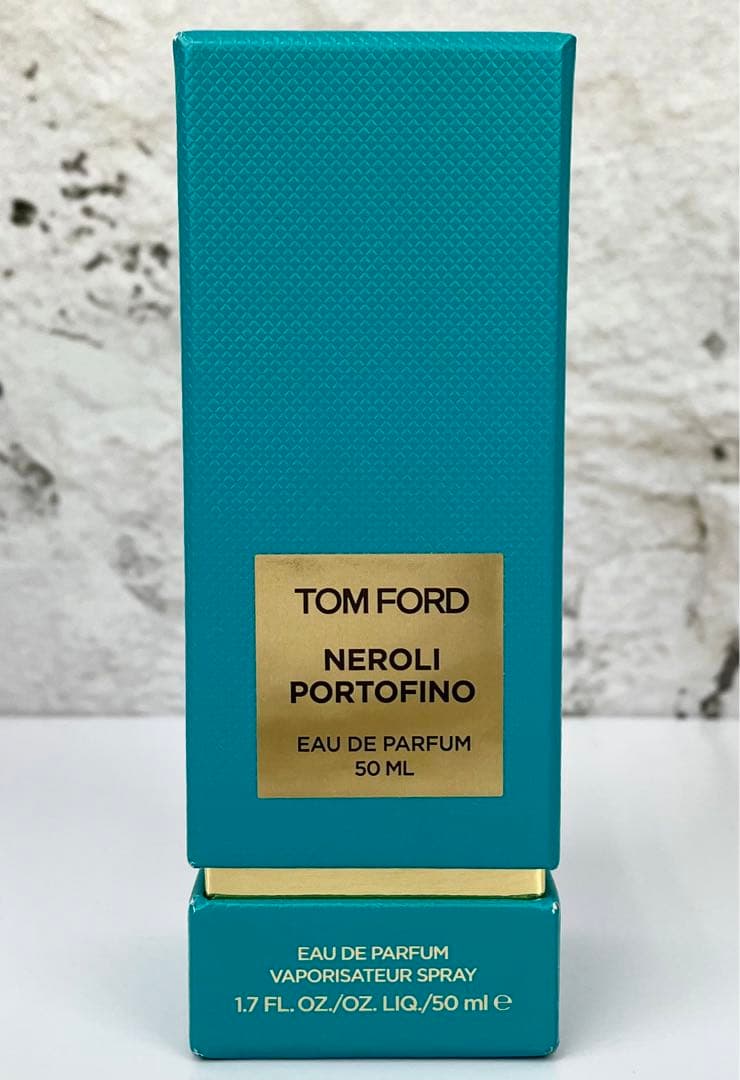 TOM FORD
NEROLI
PORTOFINO
EAU DE PARFUM
50 ML
EAU DE PARFUM
VAPORISATEUR SPRAY
1.7 FL. OZ./OZ. LIQ./50 ml ℮